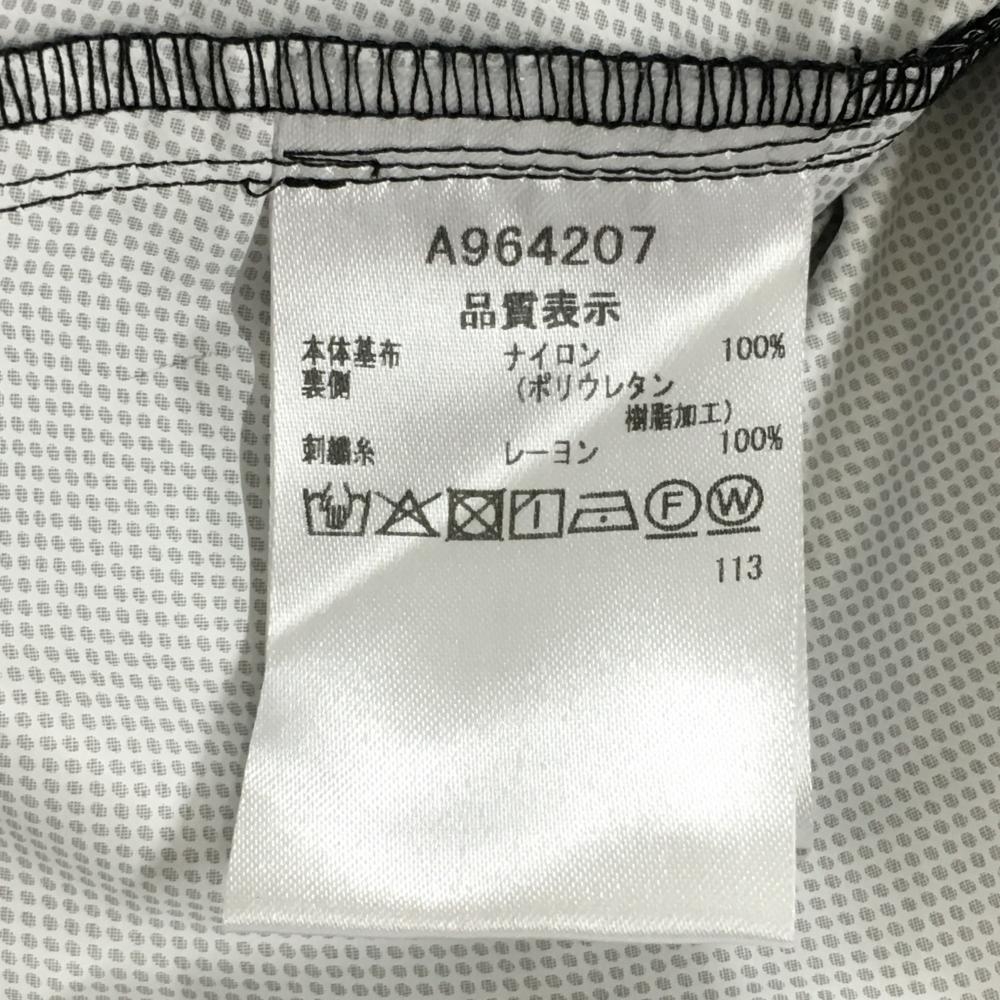 A964207
品質表示
本体基布 ナイロン 100%
裏側 (ポリウレタン
樹脂加工)
刺繍糸 レーヨン 100%
F W
113